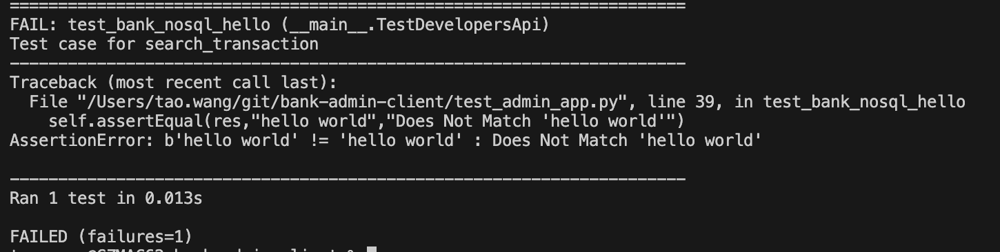 ======================================================================
FAIL: test_bank_nosql_hello (__main__.TestDevelopersApi)
Test case for search_transaction
----------------------------------------------------------------------
Traceback (most recent call last):
  File "/Users/tao.wang/git/bank-admin-client/test_admin_app.py", line 39, in test_bank_nosql_hello
    self.assertEqual(res,"hello world","Does Not Match 'hello world'")
AssertionError: b'hello world' != 'hello world' : Does Not Match 'hello world'
----------------------------------------------------------------------
Ran 1 test in 0.013s
FAILED (failures=1)